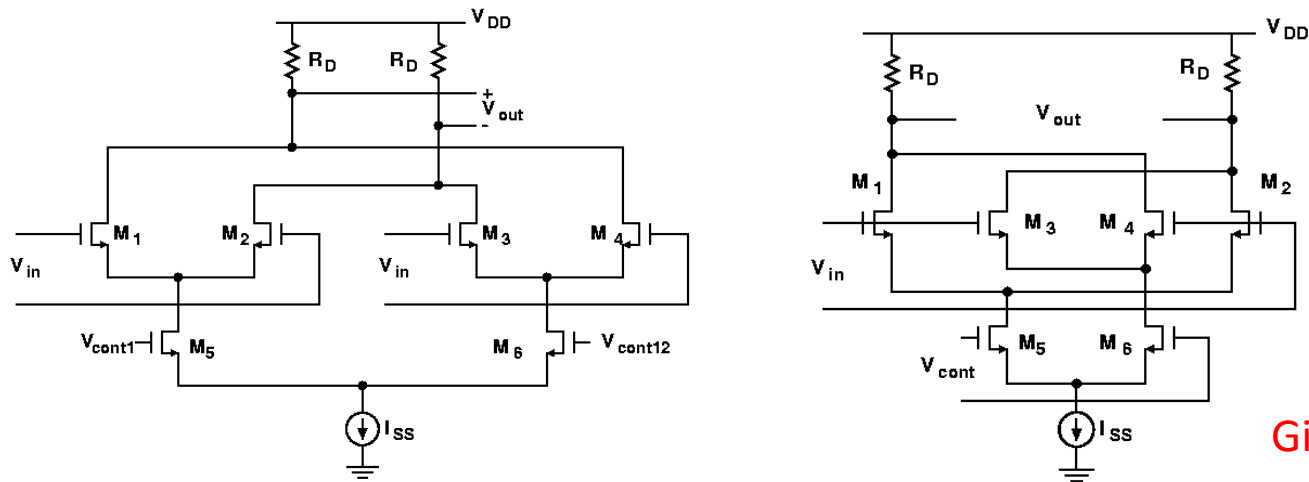 V_DD
R_D R_D
+
V_out
-
M_1 M_2 M_3 M_4
V_in V_in
V_cont1 M_5 M_6 V_cont12
I_SS
V_DD
R_D R_D
V_out
M_1 M_2
M_3 M_4
V_in
M_5 M_6
V_cont
I_SS
Gi